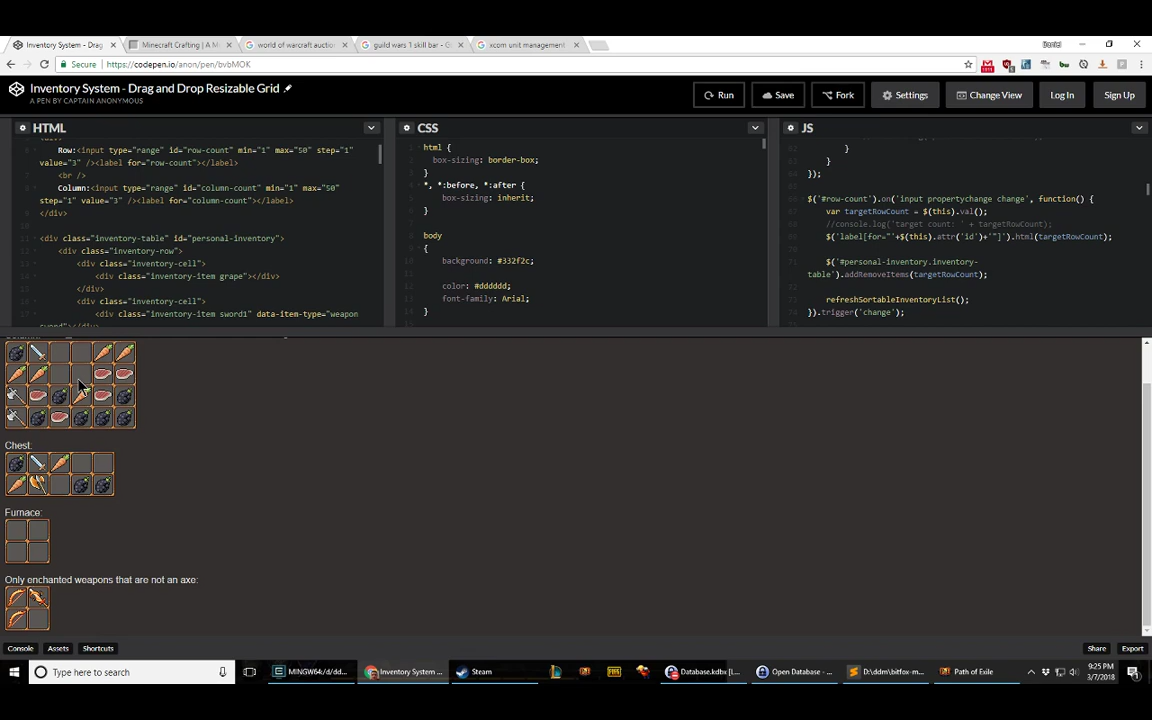 Inventory System - Drag
Minecraft Crafting | A M
world of warcraft auction
guild wars 1 skill bar - G
xcom unit management
Secure
https://codepen.io/anon/pen/bvbMOK
Inventory System - Drag and Drop Resizable Grid
A PEN BY CAPTAIN ANONYMOUS
Run
Save
Fork
Settings
Change View
Log In
Sign Up
HTML
Row:<input type="range" id="row-count" min="1" max="50" step="1"
value="3" /><label for="row-count"></label>
<br />
Column:<input type="range" id="column-count" min="1" max="50"
step="1" value="3" /><label for="column-count"></label>
</div>
<div class="inventory-table" id="personal-inventory">
<div class="inventory-row">
<div class="inventory-cell">
<div class="inventory-item grape"></div>
</div>
<div class="inventory-cell">
<div class="inventory-item sword1" data-item-type="weapon
CSS
html {
box-sizing: border-box;
}
*, *:before, *:after {
box-sizing: inherit;
}
body
{
background: #332f2c;
color: #dddddd;
font-family: Arial;
}
JS
}
}
});
$('#row-count').on('input propertychange change', function() {
var targetRowCount = $(this).val();
//console.log('target count: ' + targetRowCount);
$('label[for="'+$(this).attr('id')+'"]').html(targetRowCount);
$('#personal-inventory.inventory-
table').addRemoveItems(targetRowCount);
refreshSortableInventoryList();
}).trigger('change');
Chest:
Furnace:
Only enchanted weapons that are not an axe:
Console
Assets
Shortcuts
Share
Export
Type here to search
MINGW64:/d/dd...
Inventory System ...
Steam
Database.kdbx [L...
Open Database - ...
D:\ddm\bitfox-m...
Path of Exile
9:25 PM
3/7/2018